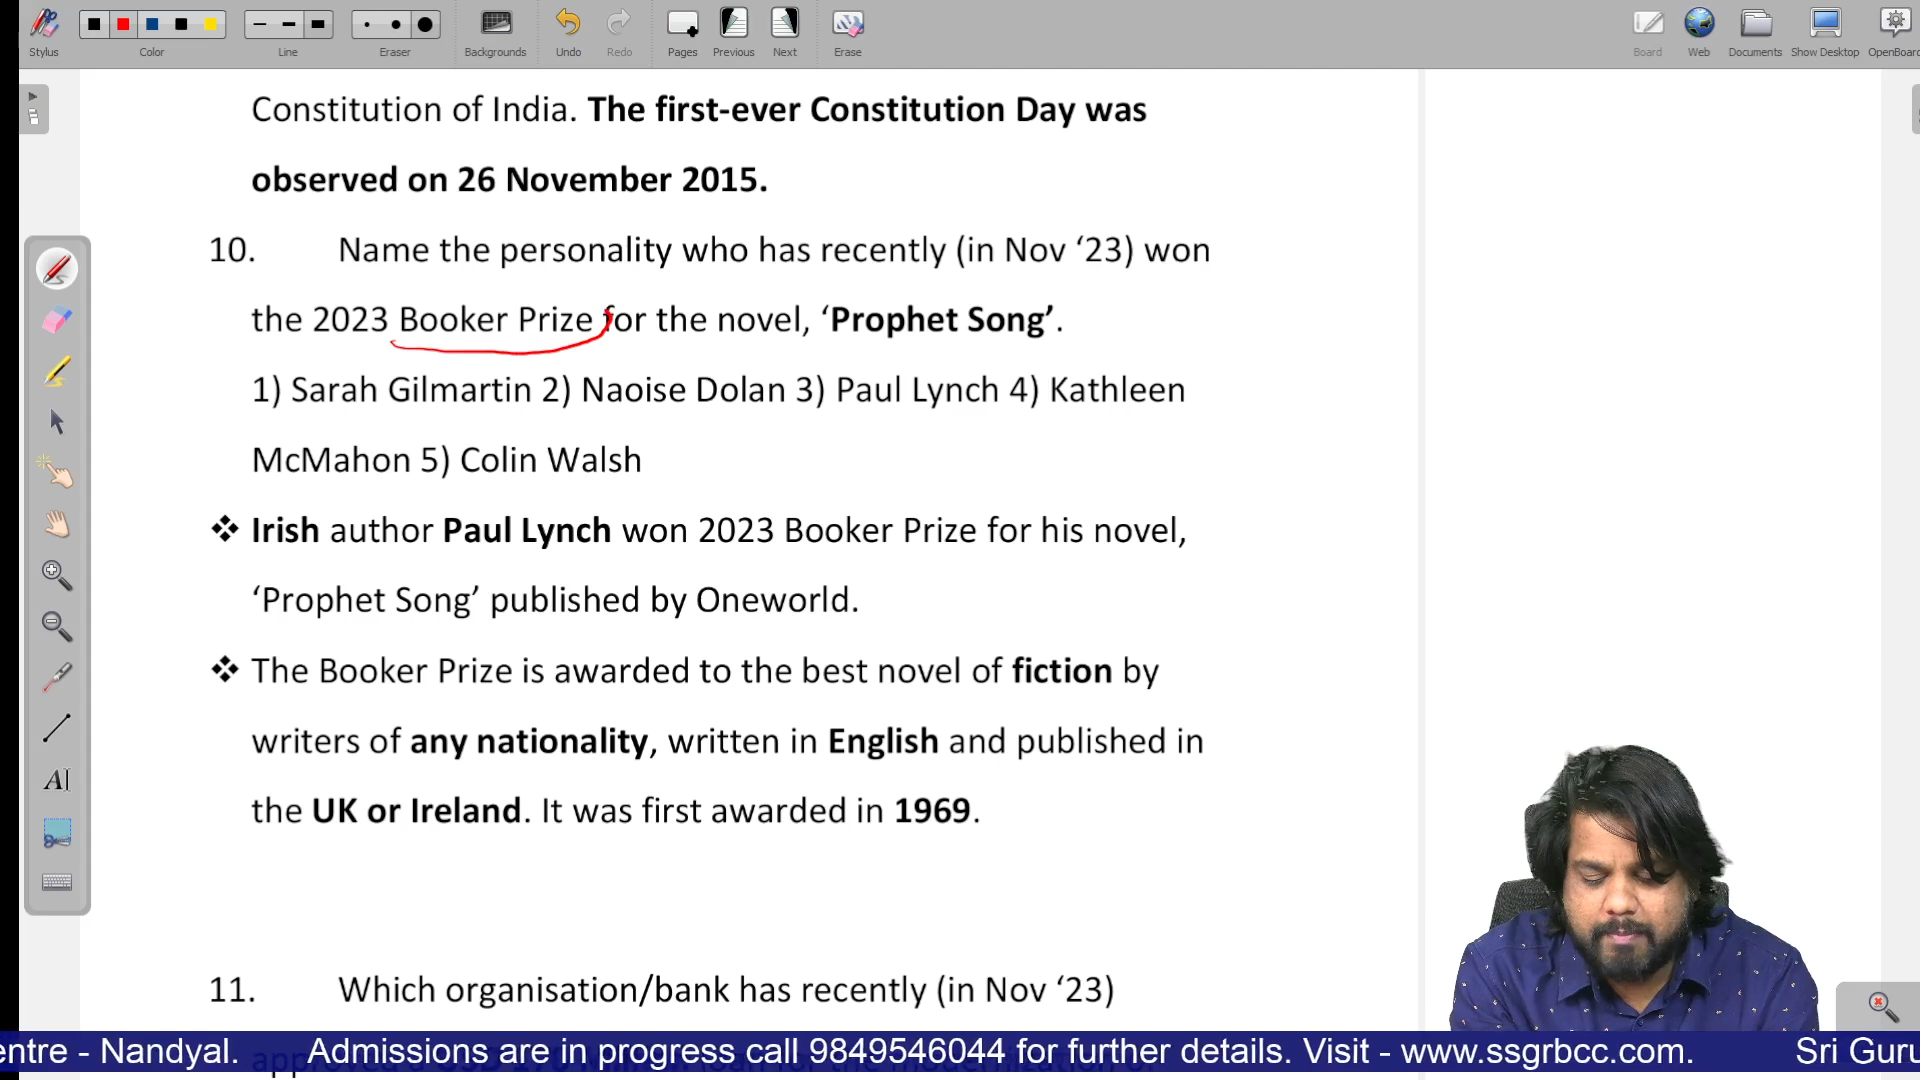 Stylus
Color
Line
Eraser
Backgrounds
Undo
Redo
Pages
Previous
Next
Erase
Board
Web
Documents
Show Desktop
OpenBoard
Constitution of India. The first-ever Constitution Day was
observed on 26 November 2015.
10. Name the personality who has recently (in Nov ‘23) won
the 2023 Booker Prize for the novel, ‘Prophet Song’.
1) Sarah Gilmartin 2) Naoise Dolan 3) Paul Lynch 4) Kathleen
McMahon 5) Colin Walsh
❖ Irish author Paul Lynch won 2023 Booker Prize for his novel,
‘Prophet Song’ published by Oneworld.
❖ The Booker Prize is awarded to the best novel of fiction by
writers of any nationality, written in English and published in
the UK or Ireland. It was first awarded in 1969.
11. Which organisation/bank has recently (in Nov ‘23)
entre - Nandyal. Admissions are in progress call 9849546044 for further details. Visit - www.ssgrbcc.com. Sri Guru